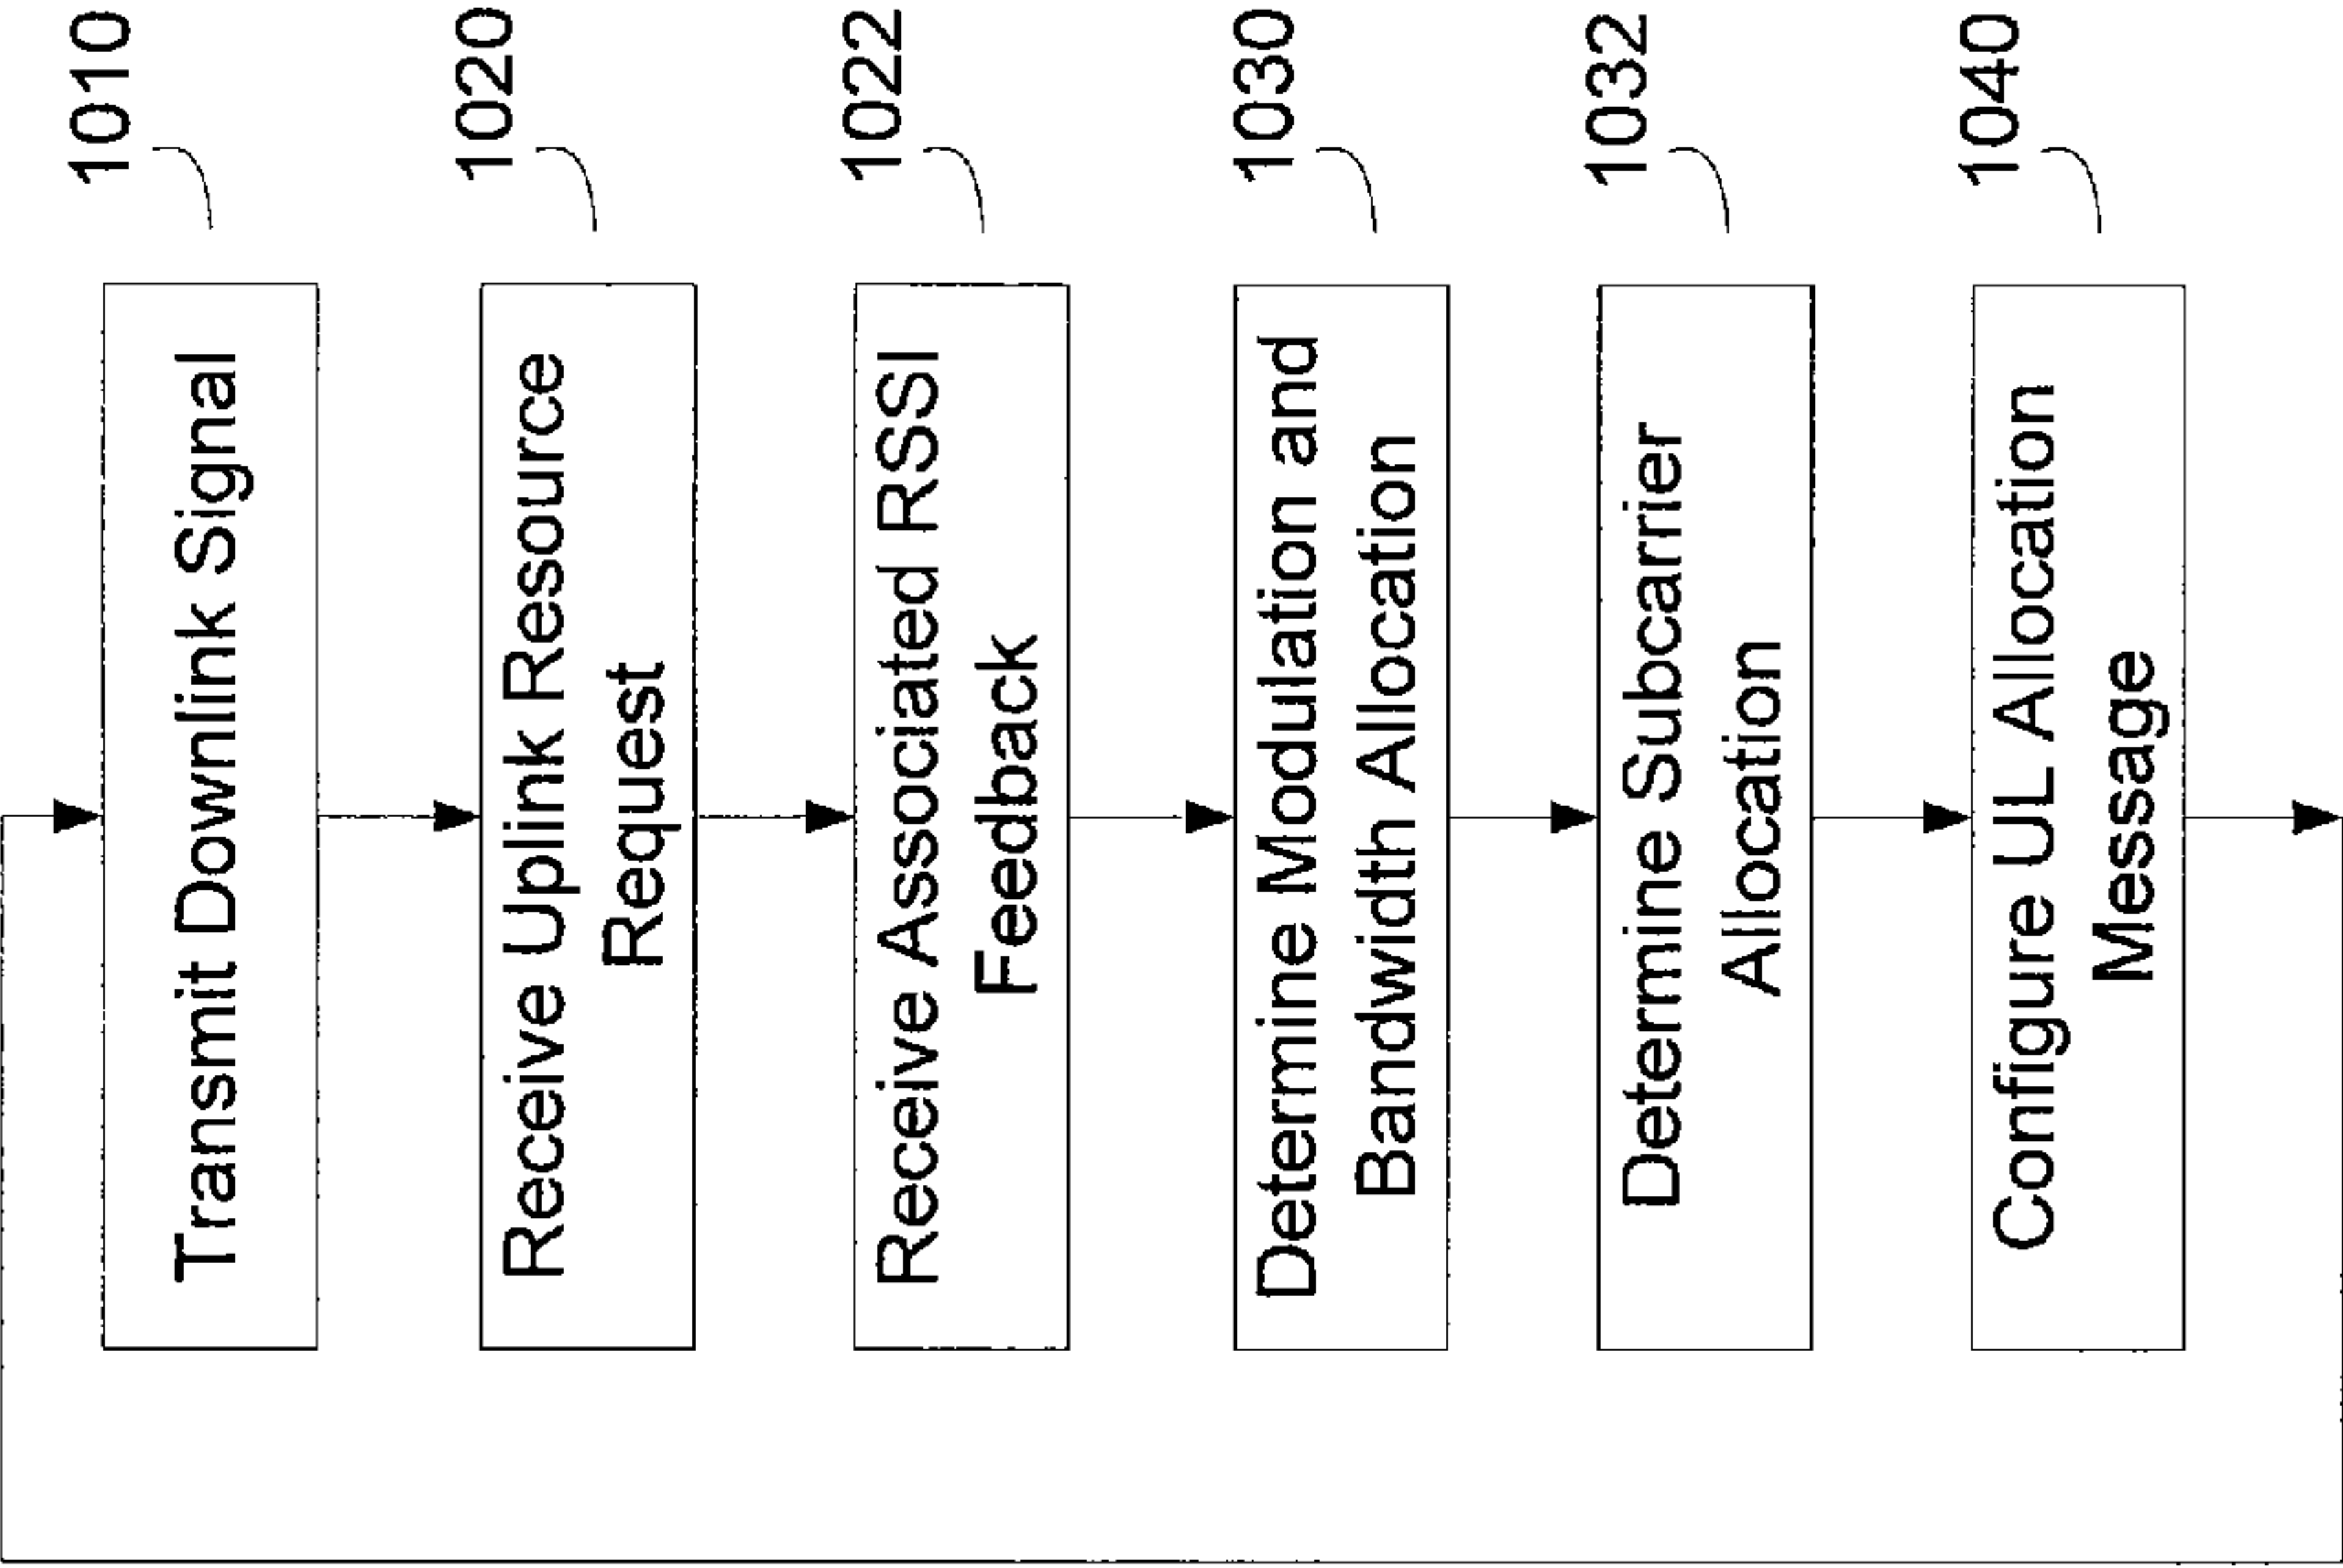 1010
Transmit Downlink Signal
1020
Receive Uplink Resource
Request
1022
Receive Associated RSSI
Feedback
1030
Determine Modulation and
Bandwidth Allocation
1032
Determine Subcarrier
Allocation
1040
Configure UL Allocation
Message